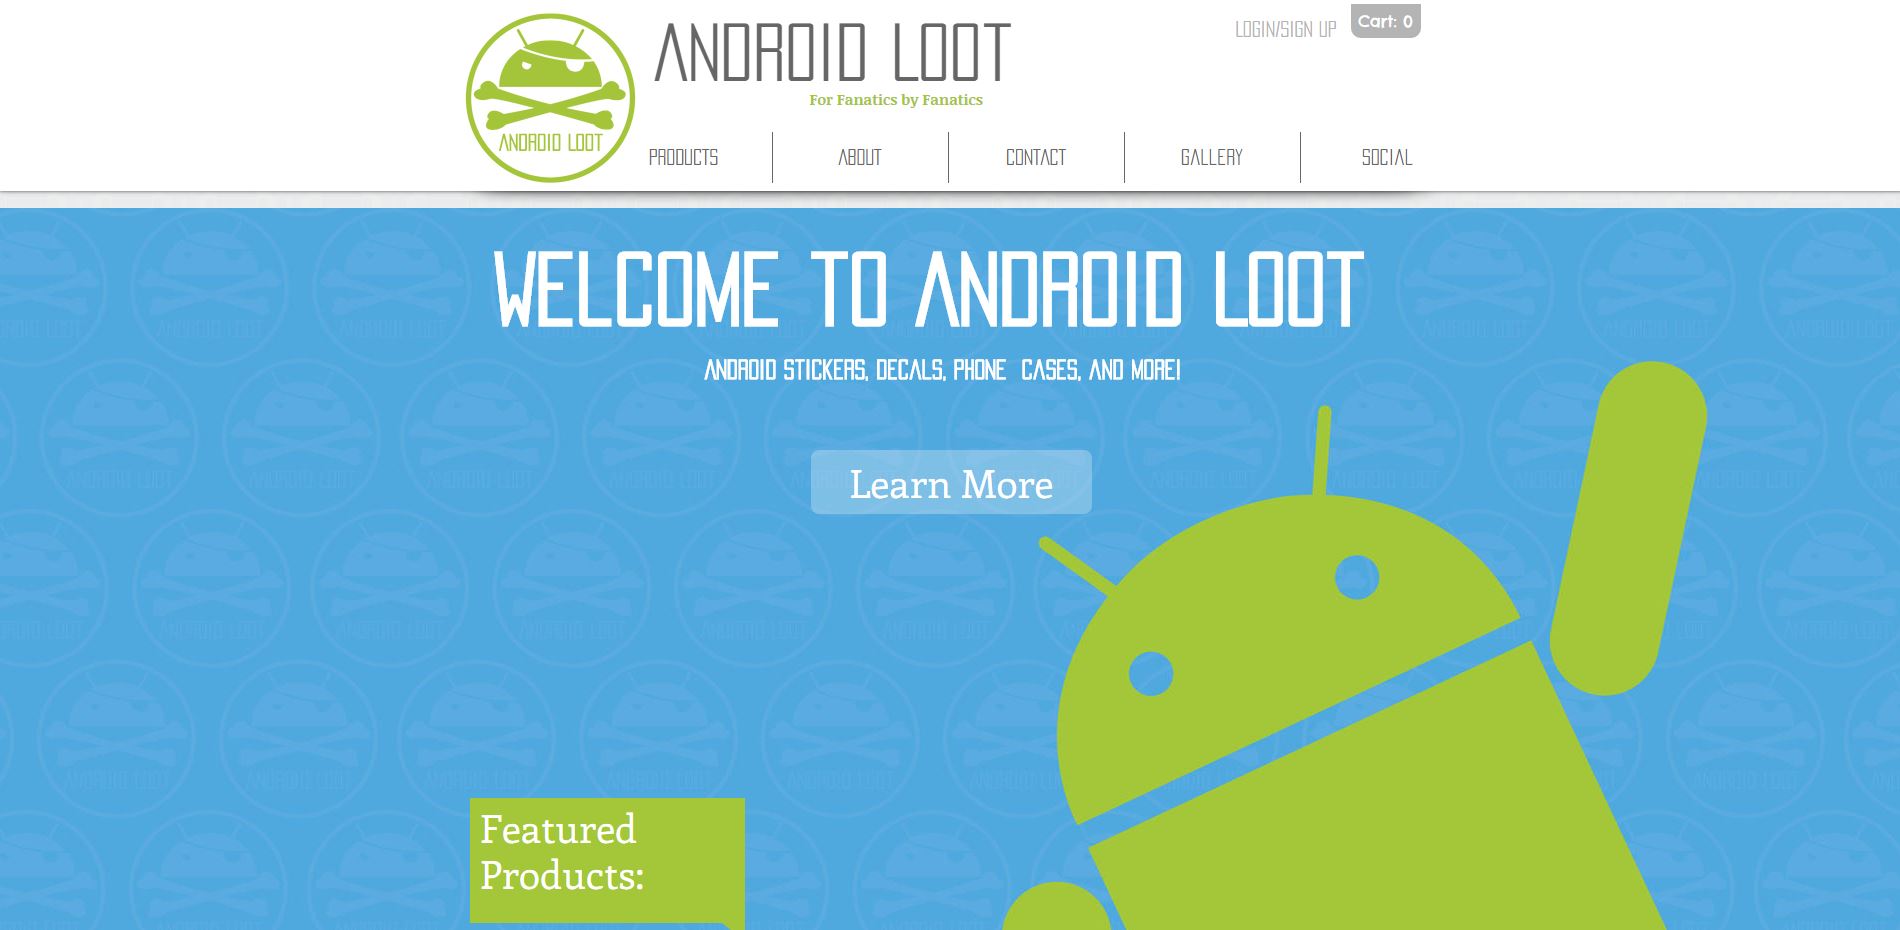 ANDROID LOOT
For Fanatics by Fanatics
LOGIN/SIGN UP
Cart: 0
ANDROID LOOT
PRODUCTS
ABOUT
CONTACT
GALLERY
SOCIAL
WELCOME TO ANDROID LOOT
ANDROID STICKERS, DECALS, PHONE CASES, AND MORE!
Learn More
Featured
Products: